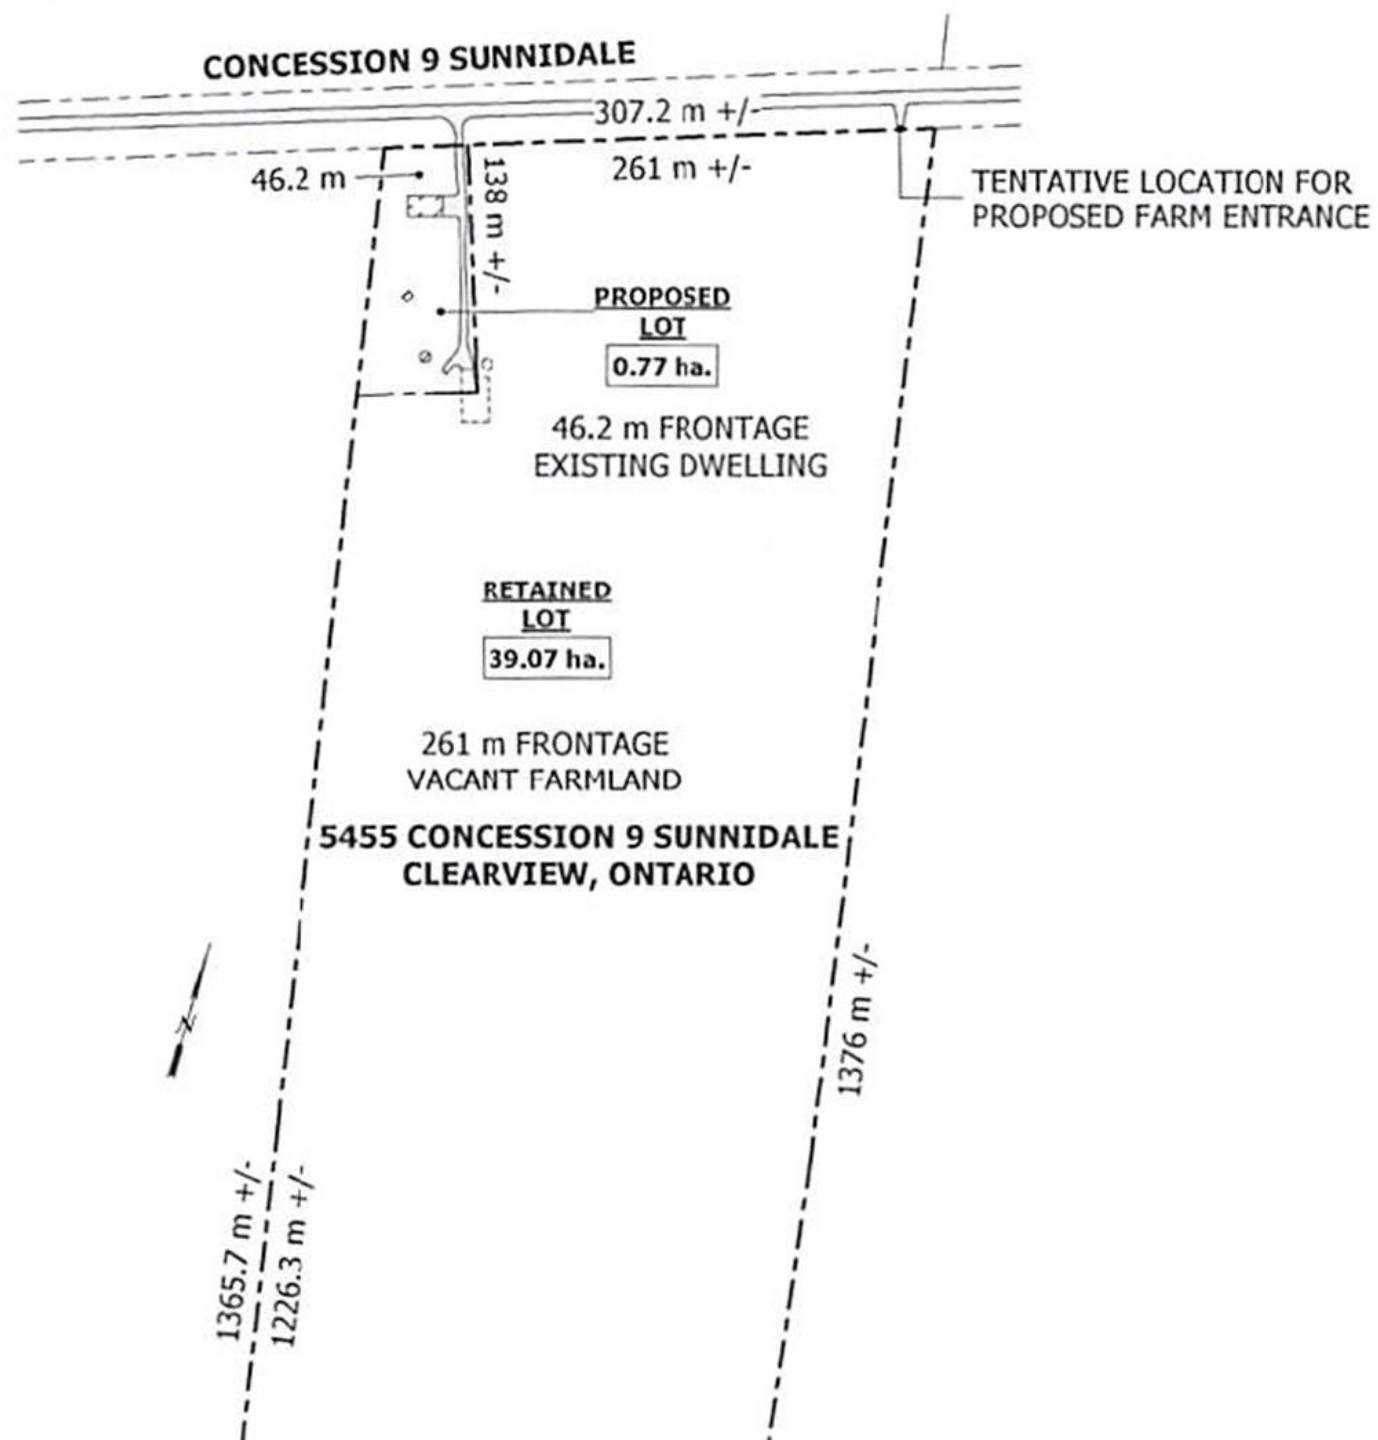 CONCESSION 9 SUNNIDALE
307.2 m +/-
46.2 m
138 m +/-
261 m +/-
TENTATIVE LOCATION FOR
PROPOSED FARM ENTRANCE
PROPOSED
LOT
0.77 ha.
46.2 m FRONTAGE
EXISTING DWELLING
RETAINED
LOT
39.07 ha.
261 m FRONTAGE
VACANT FARMLAND
5455 CONCESSION 9 SUNNIDALE
CLEARVIEW, ONTARIO
N
1376 m +/-
1365.7 m +/-
1226.3 m +/-